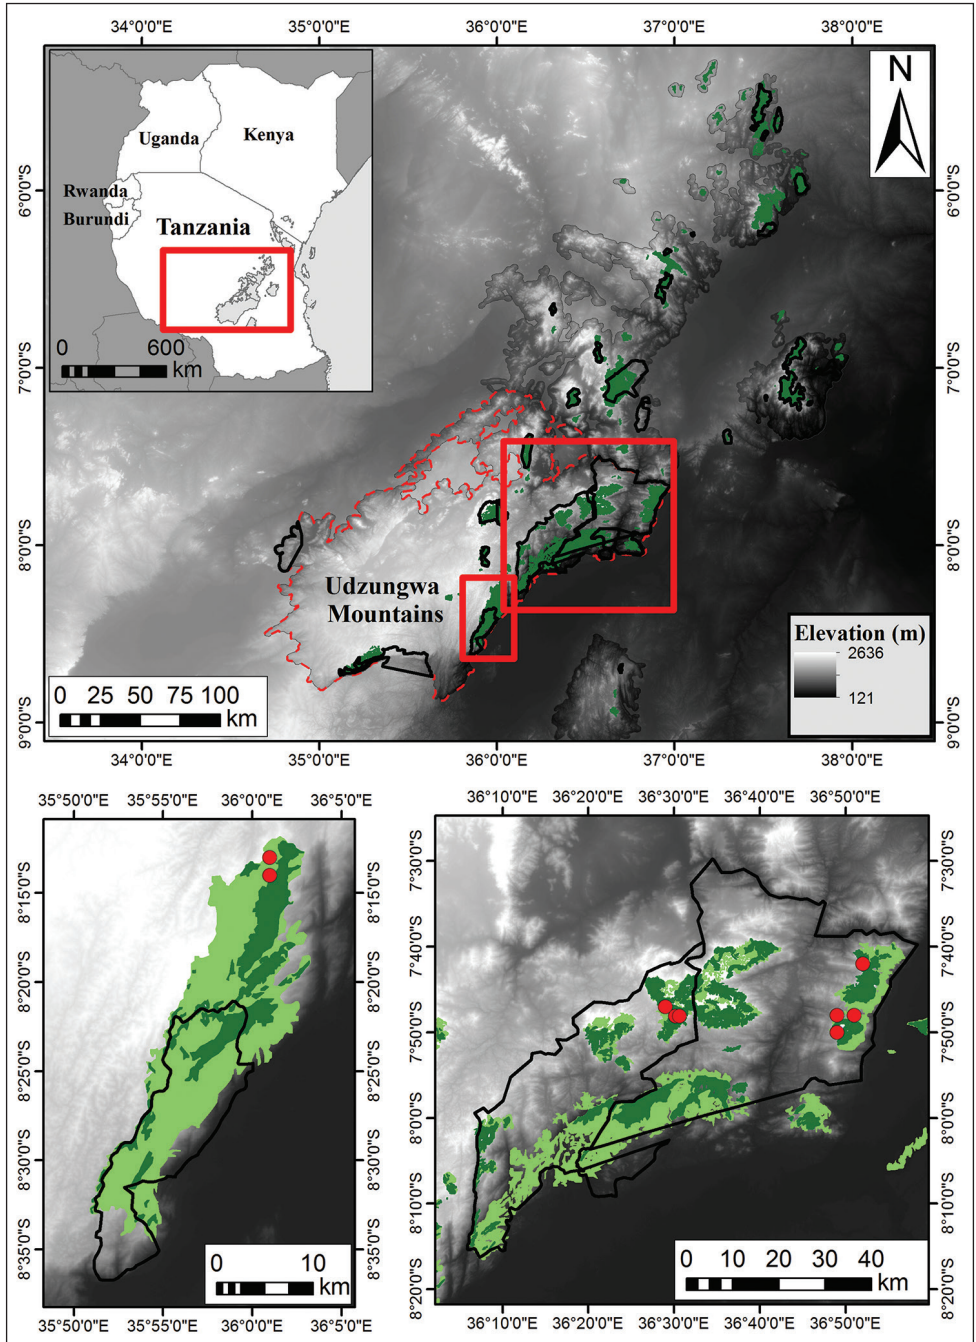 34°0'0"E 35°0'0"E 36°0'0"E 37°0'0"E 38°0'0"E
N
Uganda
Kenya
Rwanda
Burundi
Tanzania
0 600
km
6°0'0"S
7°0'0"S
8°0'0"S
9°0'0"S
6°0'0"S
7°0'0"S
8°0'0"S
9°0'0"S
Udzungwa
Mountains
Elevation (m)
2636
121
0 25 50 75 100
km
34°0'0"E 35°0'0"E 36°0'0"E 37°0'0"E 38°0'0"E
35°50'0"E 35°55'0"E 36°0'0"E 36°5'0"E
8°15'0"S
8°20'0"S
8°25'0"S
8°30'0"S
8°35'0"S
8°15'0"S
8°20'0"S
8°25'0"S
8°30'0"S
8°35'0"S
0 10
km
35°50'0"E 35°55'0"E 36°0'0"E 36°5'0"E
36°10'0"E 36°20'0"E 36°30'0"E 36°40'0"E 36°50'0"E
7°30'0"S
7°40'0"S
7°50'0"S
8°0'0"S
8°10'0"S
8°20'0"S
7°30'0"S
7°40'0"S
7°50'0"S
8°0'0"S
8°10'0"S
8°20'0"S
0 10 20 30 40
km
36°10'0"E 36°20'0"E 36°30'0"E 36°40'0"E 36°50'0"E